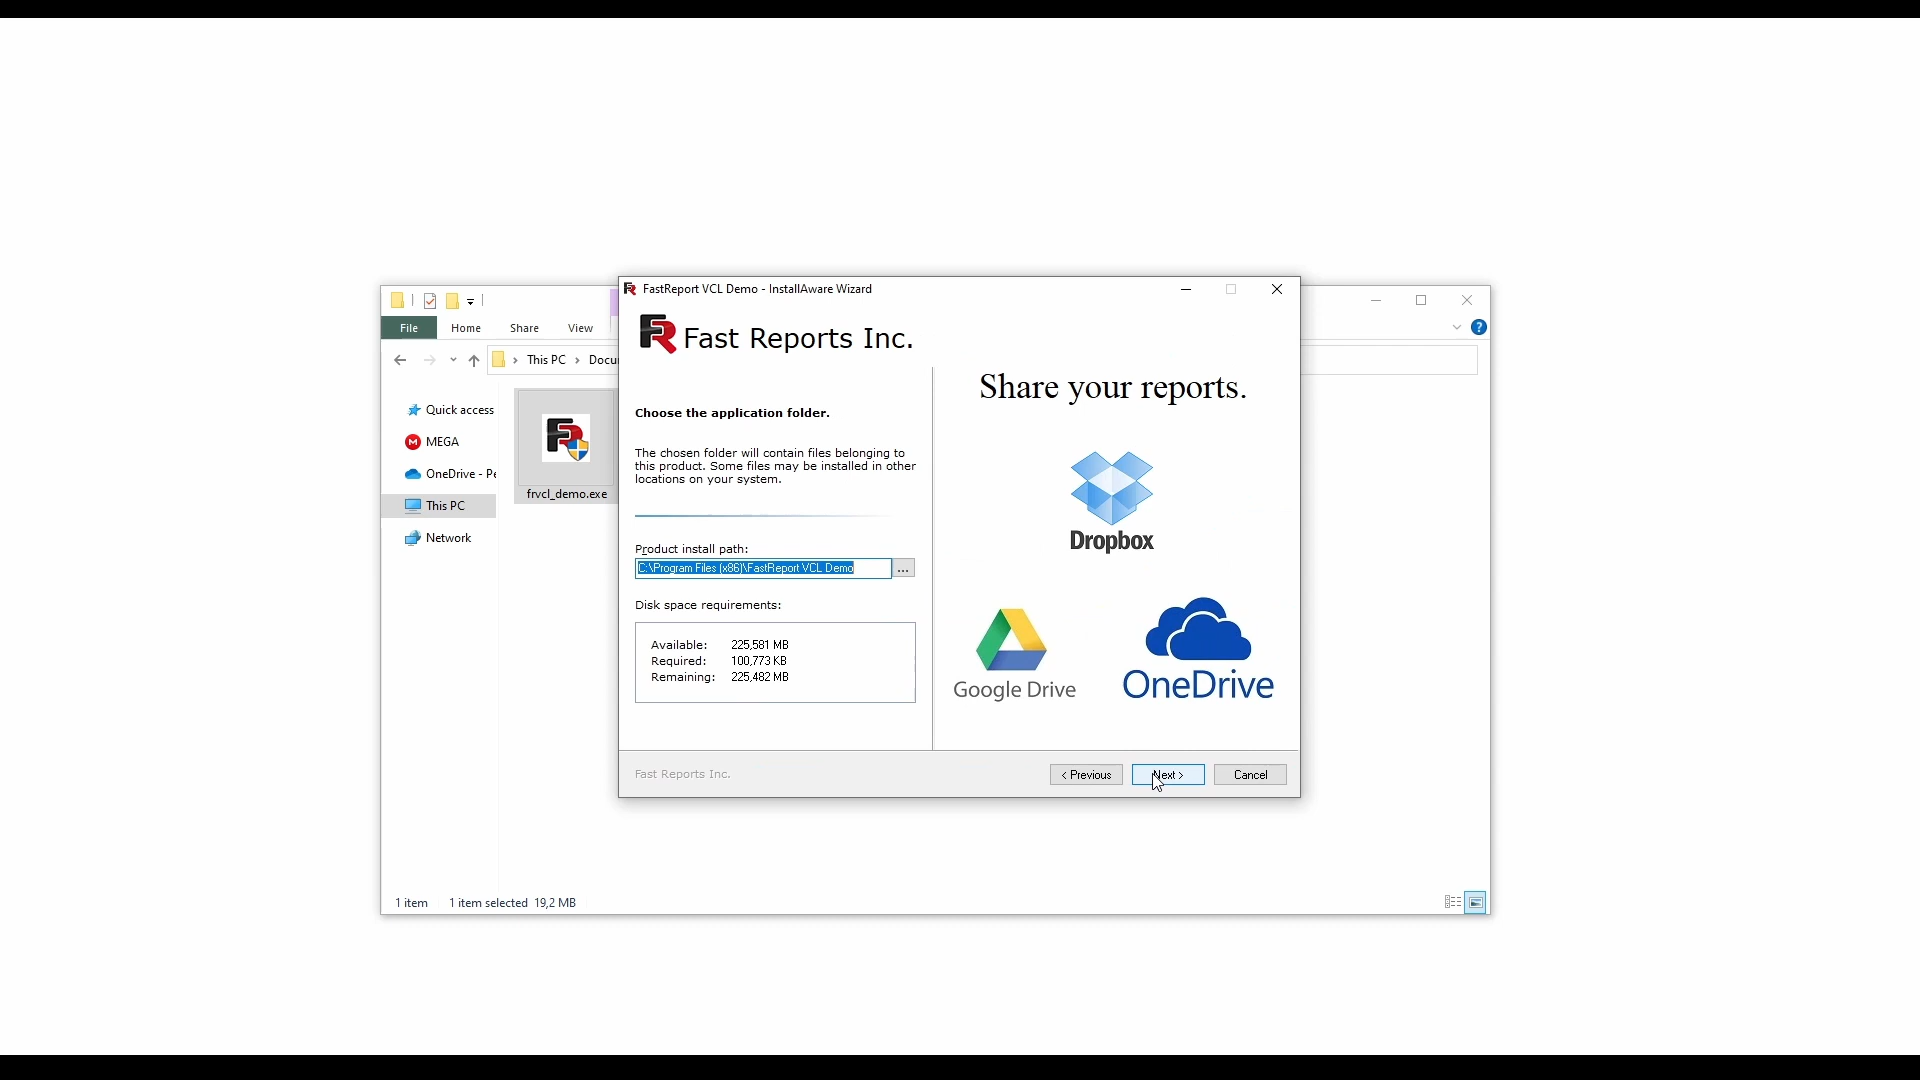 FastReport VCL Demo - InstallAware Wizard
File
Home
Share
View
Fast Reports Inc.
This PC
Docu
Quick access
MEGA
OneDrive - Pe
This PC
Network
frvcl_demo.exe
Choose the application folder.
The chosen folder will contain files belonging to
this product. Some files may be installed in other
locations on your system.
Product install path:
C:\Program Files (x86)\FastReport VCL Demo
...
Disk space requirements:
Available: 225,581 MB
Required: 100,773 KB
Remaining: 225,482 MB
Share your reports.
Dropbox
Google Drive
OneDrive
Fast Reports Inc.
< Previous
Next >
Cancel
1 item
1 item selected 19,2 MB